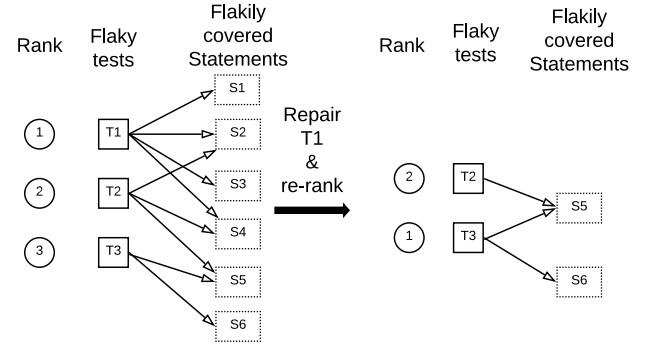 Rank
Flaky
tests
Flakily
covered
Statements
1
T1
2
T2
3
T3
S1
S2
S3
S4
S5
S6
Repair
T1
&
re-rank
Rank
Flaky
tests
Flakily
covered
Statements
2
T2
1
T3
S5
S6